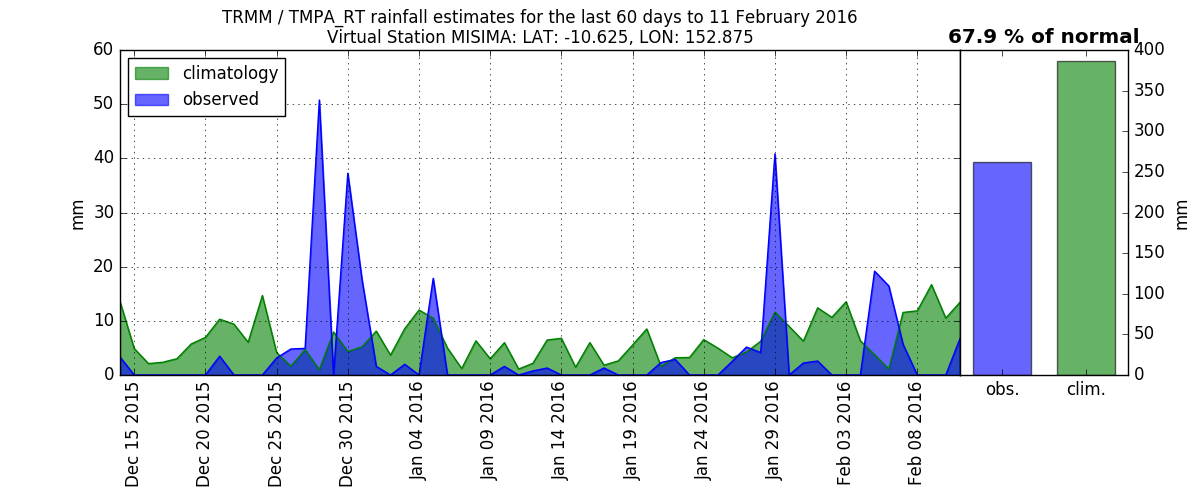 TRMM / TMPA_RT rainfall estimates for the last 60 days to 11 February 2016
Virtual Station MISIMA: LAT: -10.625, LON: 152.875
67.9 % of normal
climatology
observed
60
50
40
30
20
10
0
mm
Dec 15 2015
Dec 20 2015
Dec 25 2015
Dec 30 2015
Jan 04 2016
Jan 09 2016
Jan 14 2016
Jan 19 2016
Jan 24 2016
Jan 29 2016
Feb 03 2016
Feb 08 2016
obs.
clim.
400
350
300
250
200
150
100
50
0
mm